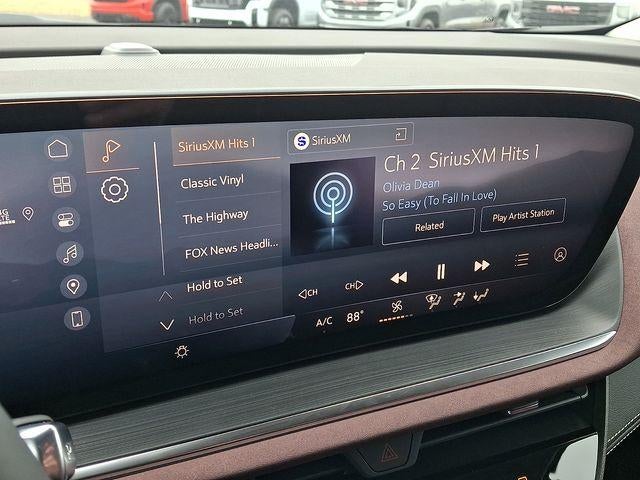 GMC
SiriusXM Hits 1
Classic Vinyl
The Highway
FOX News Headli...
Hold to Set
Hold to Set
SiriusXM
Ch 2 SiriusXM Hits 1
Olivia Dean
So Easy (To Fall In Love)
Related
Play Artist Station
CH
CH
A/C 88°